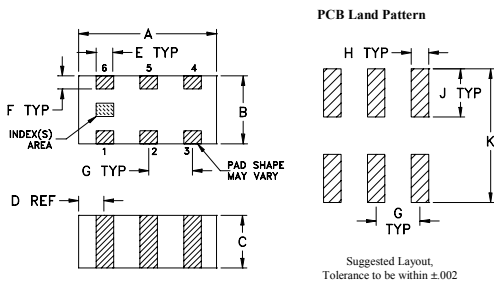 PCB Land Pattern
A
E TYP
6 5 4
F TYP
B
INDEX(S)
AREA
1 2 3
G TYP
PAD SHAPE
MAY VARY
D REF
C
H TYP
J TYP
K
G
TYP
Suggested Layout,
Tolerance to be within ±.002